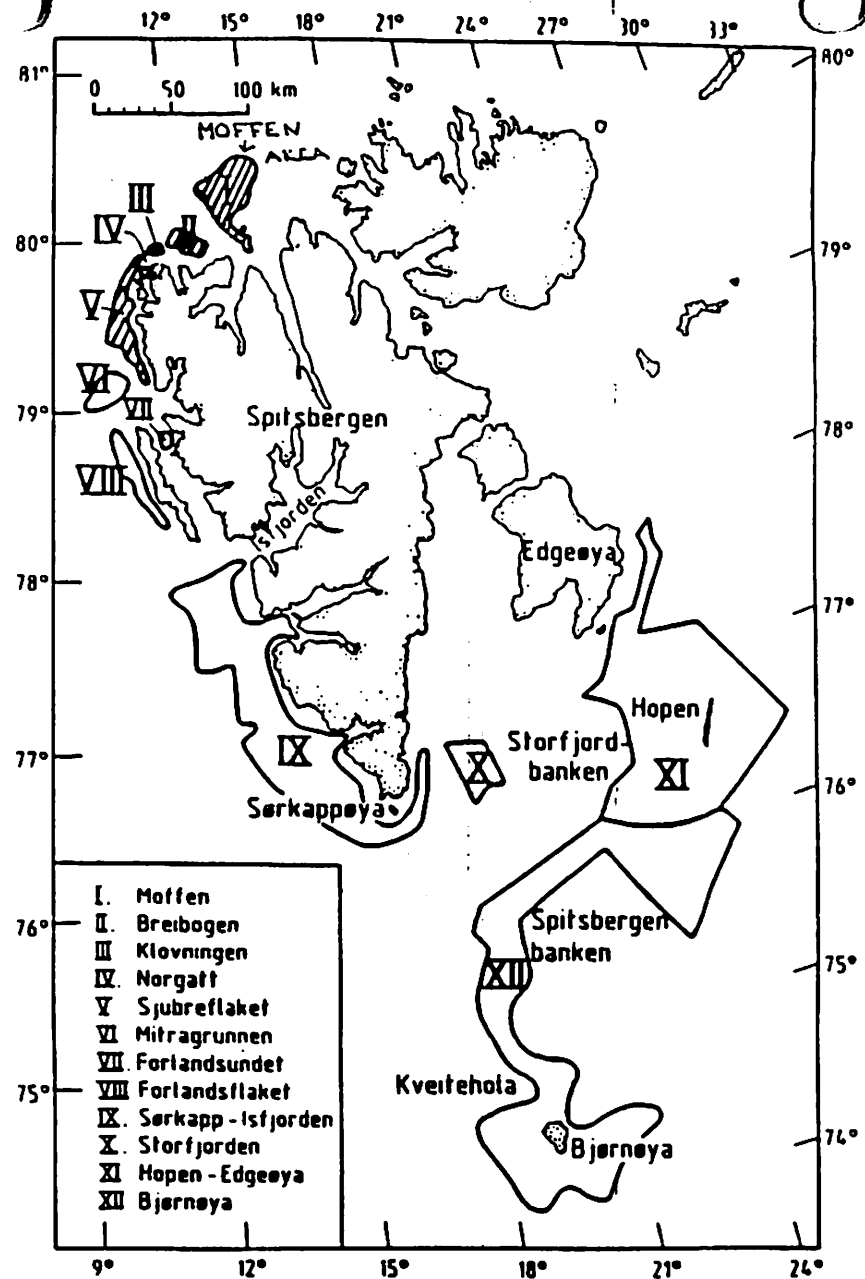 12° 15° 18° 21° 24° 27° 30° 33°
81°
80°
0 50 100 km
MOFFEN
AREA
III
II
IV
80°
79°
V
VI
79°
VII
78°
Spitsbergen
VIII
Isfjorden
Edgeøya
78°
77°
Hopen
77°
IX
X
Storfjord-
banken
XI
76°
Sørkappøya
I. Moffen
II. Breibogen
III Klovningen
IV. Norgatt
V Sjubreflaket
VI Mitragrunnen
VII. Forlandsundet
VIII Forlandsflaket
IX. Sørkapp-Isfjorden
X. Storfjorden
XI Hopen-Edgeøya
XII Bjørnøya
76°
Spitsbergen
banken
75°
XII
75°
Kveitehola
74°
Bjørnøya
9° 12° 15° 18° 21° 24°